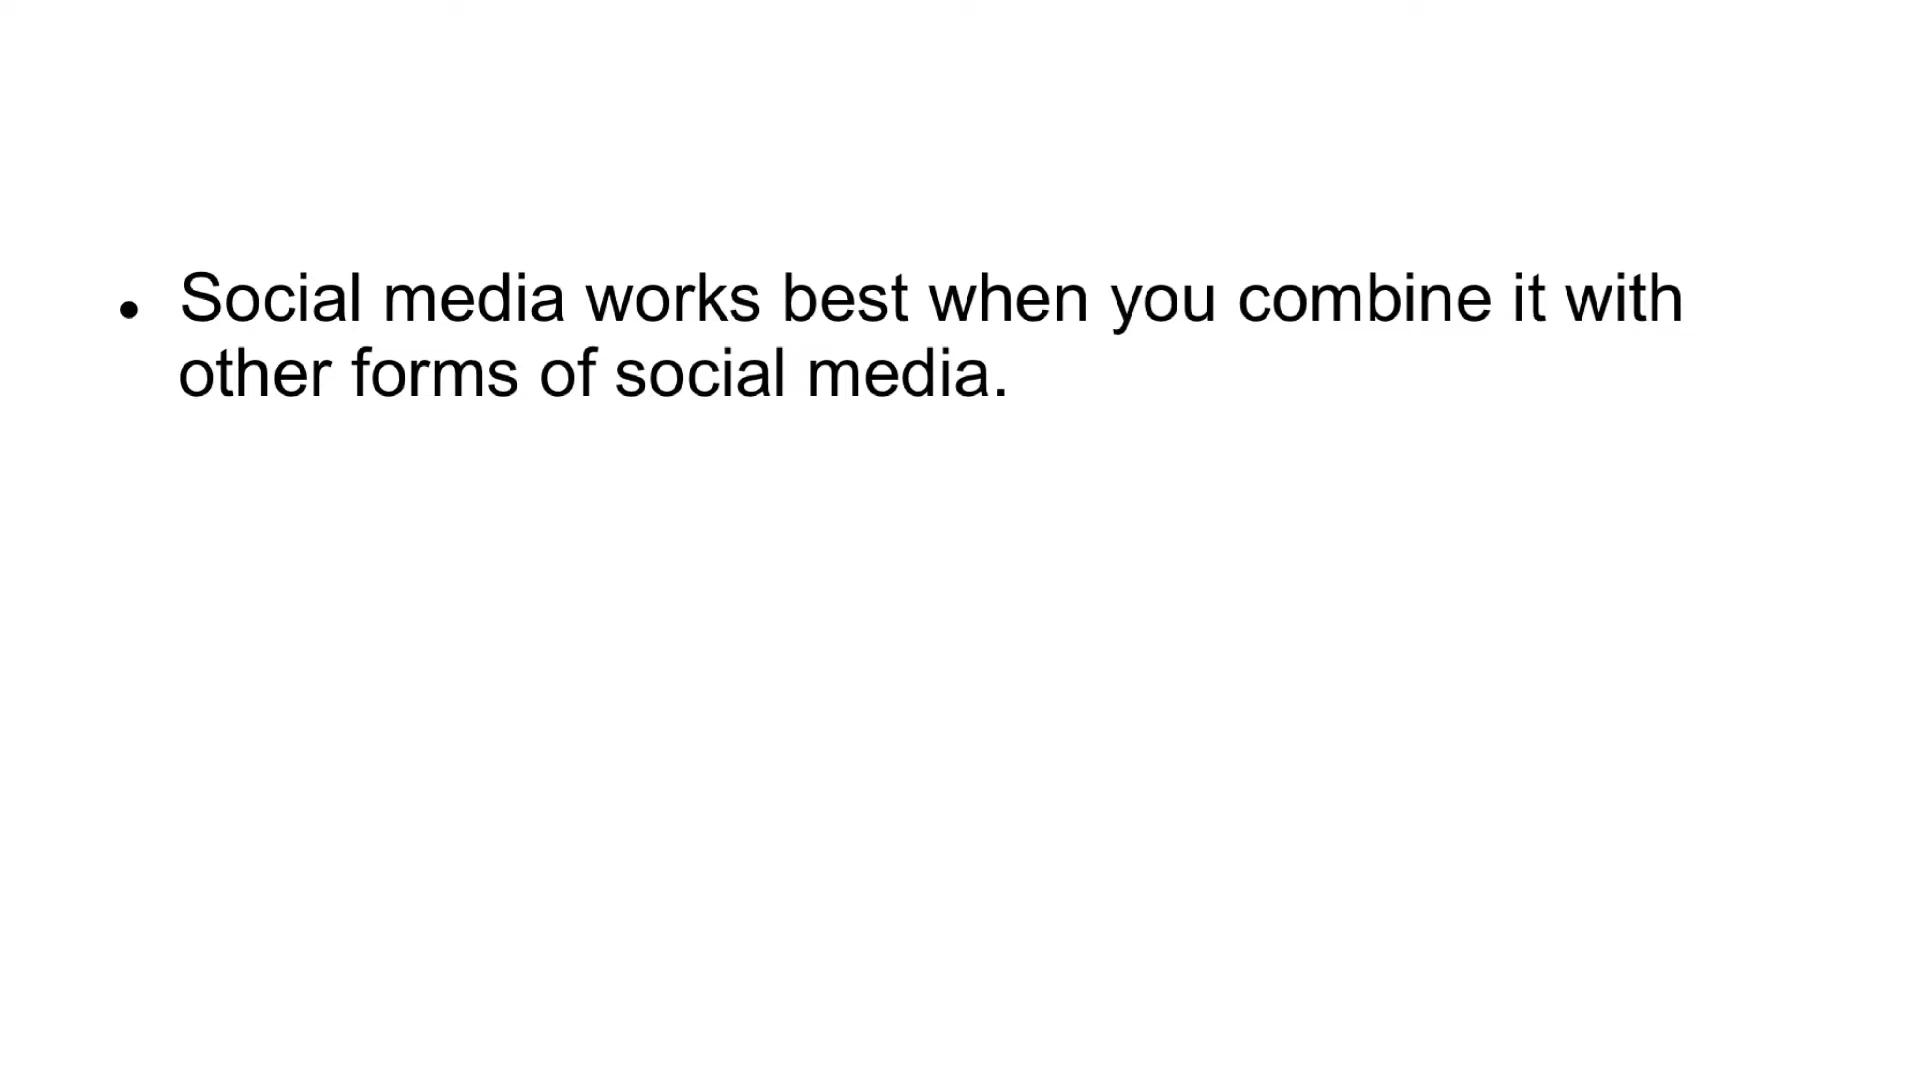 • Social media works best when you combine it with
other forms of social media.